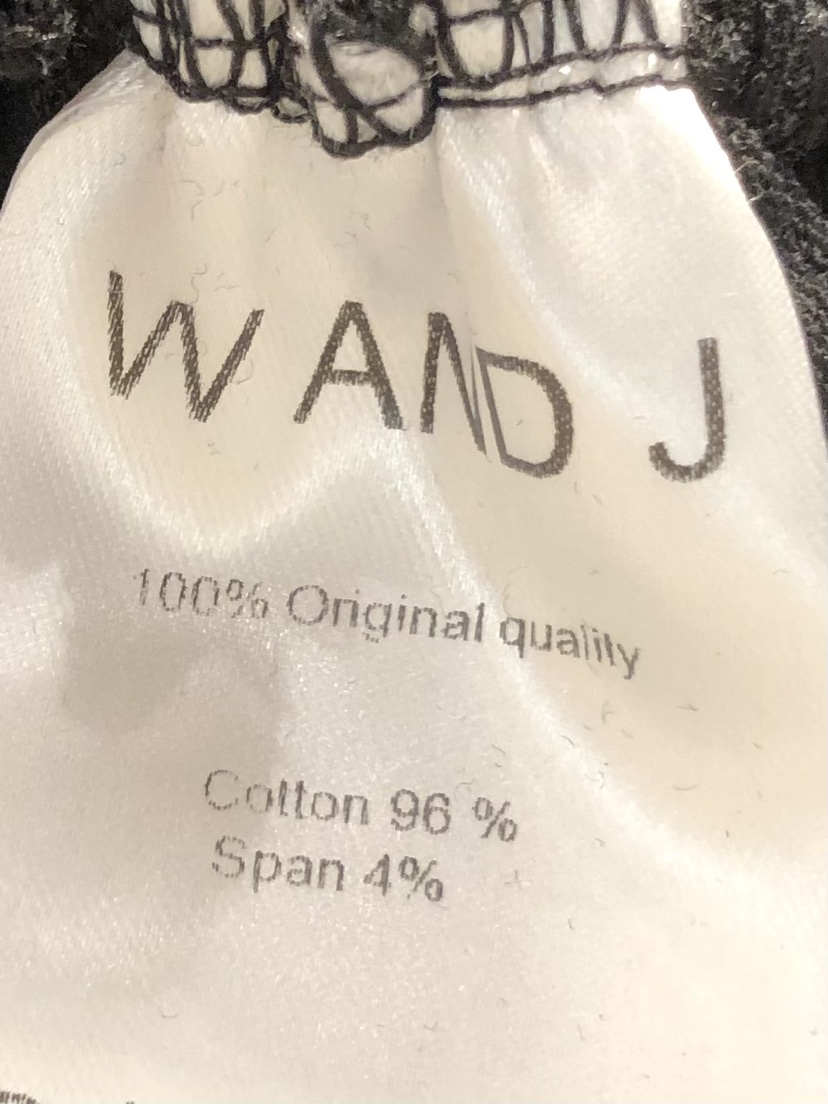 W AND J
100% Original quality
Cotton 96 %
Span 4%